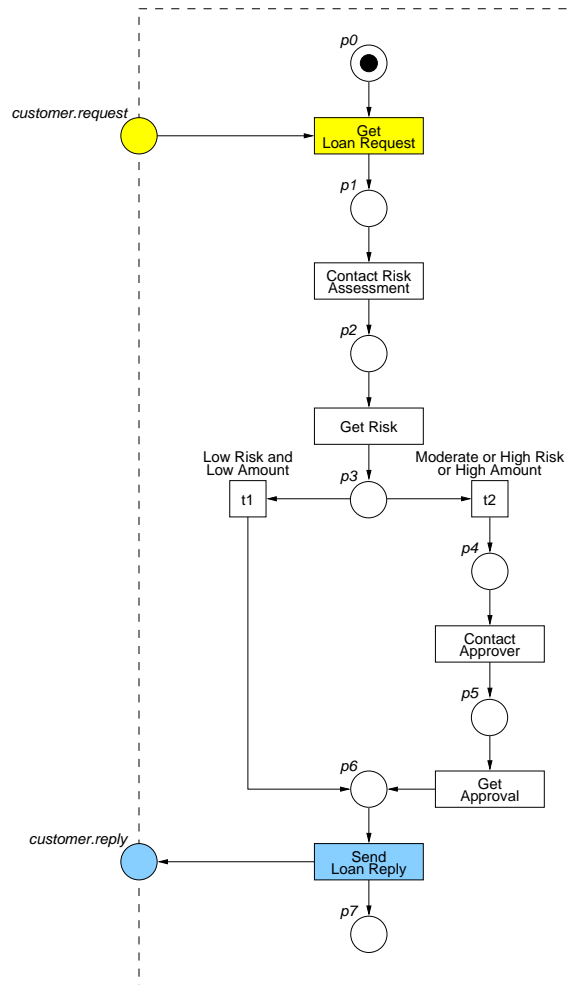 p0
customer.request
Get
Loan Request
p1
Contact Risk
Assessment
p2
Get Risk
Low Risk and
Low Amount
Moderate or High Risk
or High Amount
p3
t1
t2
p4
Contact
Approver
p5
p6
Get
Approval
customer.reply
Send
Loan Reply
p7